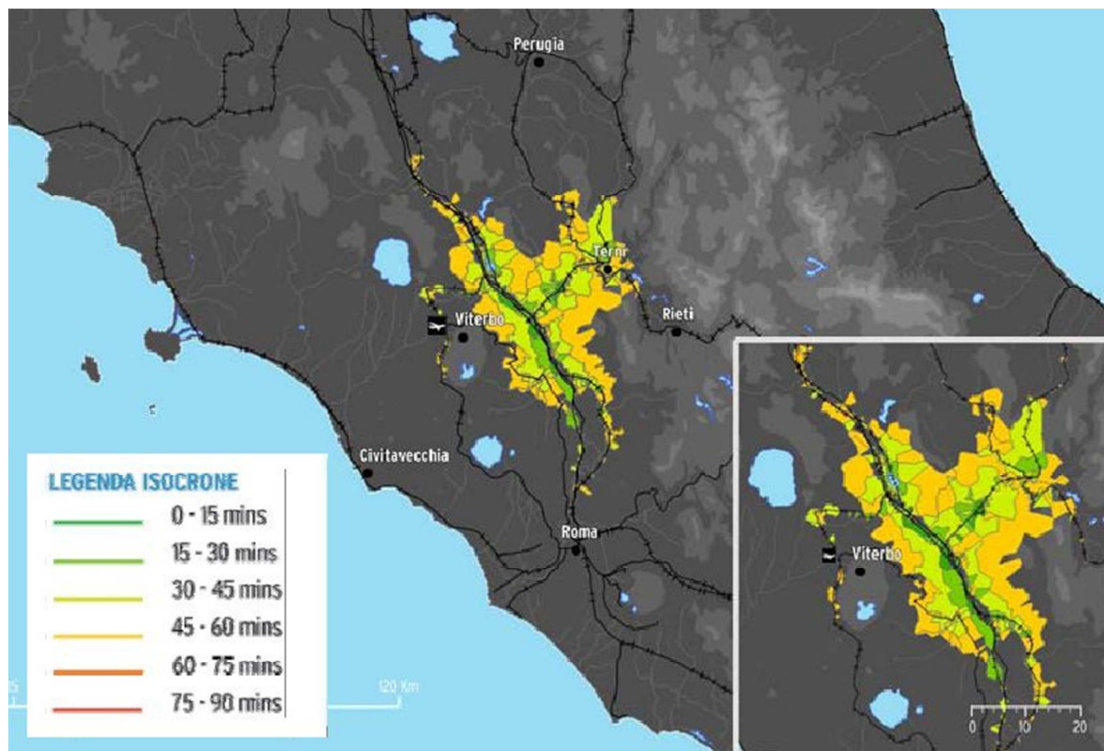 Perugia
Terni
Viterbo
Rieti
Civitavecchia
Roma
LEGENDA ISOCRONE
0 - 15 mins
15 - 30 mins
30 - 45 mins
45 - 60 mins
60 - 75 mins
75 - 90 mins
120 Km
Viterbo
0 10 20